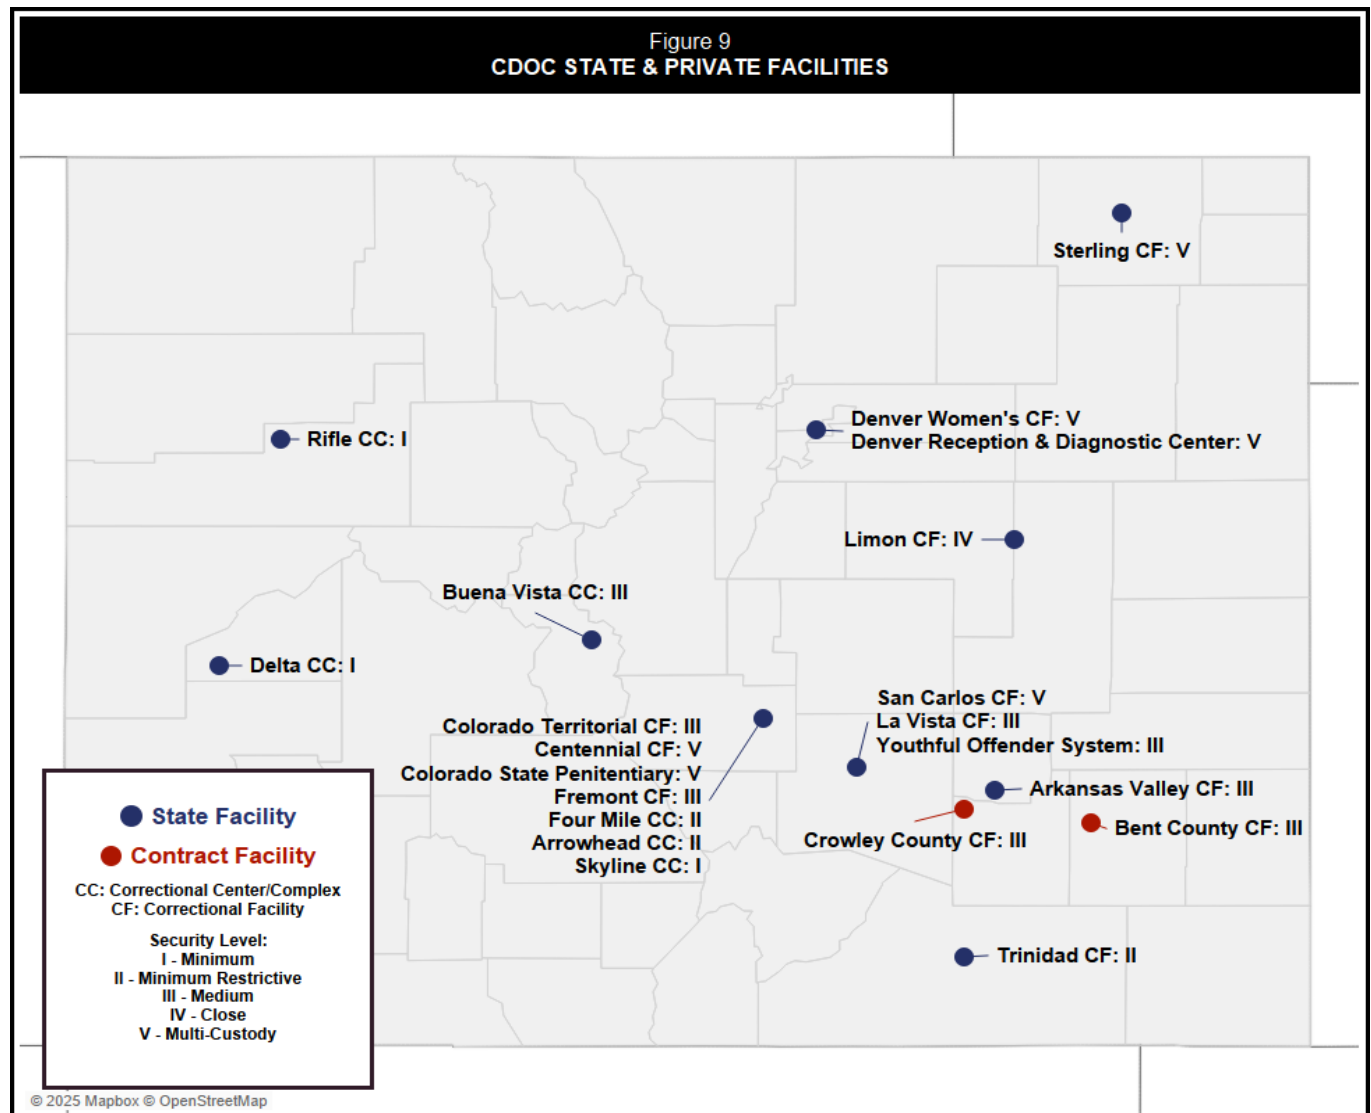 Figure 9
CDOC STATE & PRIVATE FACILITIES
Sterling CF: V
Denver Women's CF: V
Denver Reception & Diagnostic Center: V
Rifle CC: I
Limon CF: IV
Buena Vista CC: III
Delta CC: I
San Carlos CF: V
La Vista CF: III
Youthful Offender System: III
Colorado Territorial CF: III
Centennial CF: V
Colorado State Penitentiary: V
Fremont CF: III
Four Mile CC: II
Arrowhead CC: II
Skyline CC: I
Arkansas Valley CF: III
Crowley County CF: III
Bent County CF: III
Trinidad CF: II
State Facility
Contract Facility
CC: Correctional Center/Complex
CF: Correctional Facility
Security Level:
I - Minimum
II - Minimum Restrictive
III - Medium
IV - Close
V - Multi-Custody
© 2025 Mapbox © OpenStreetMap